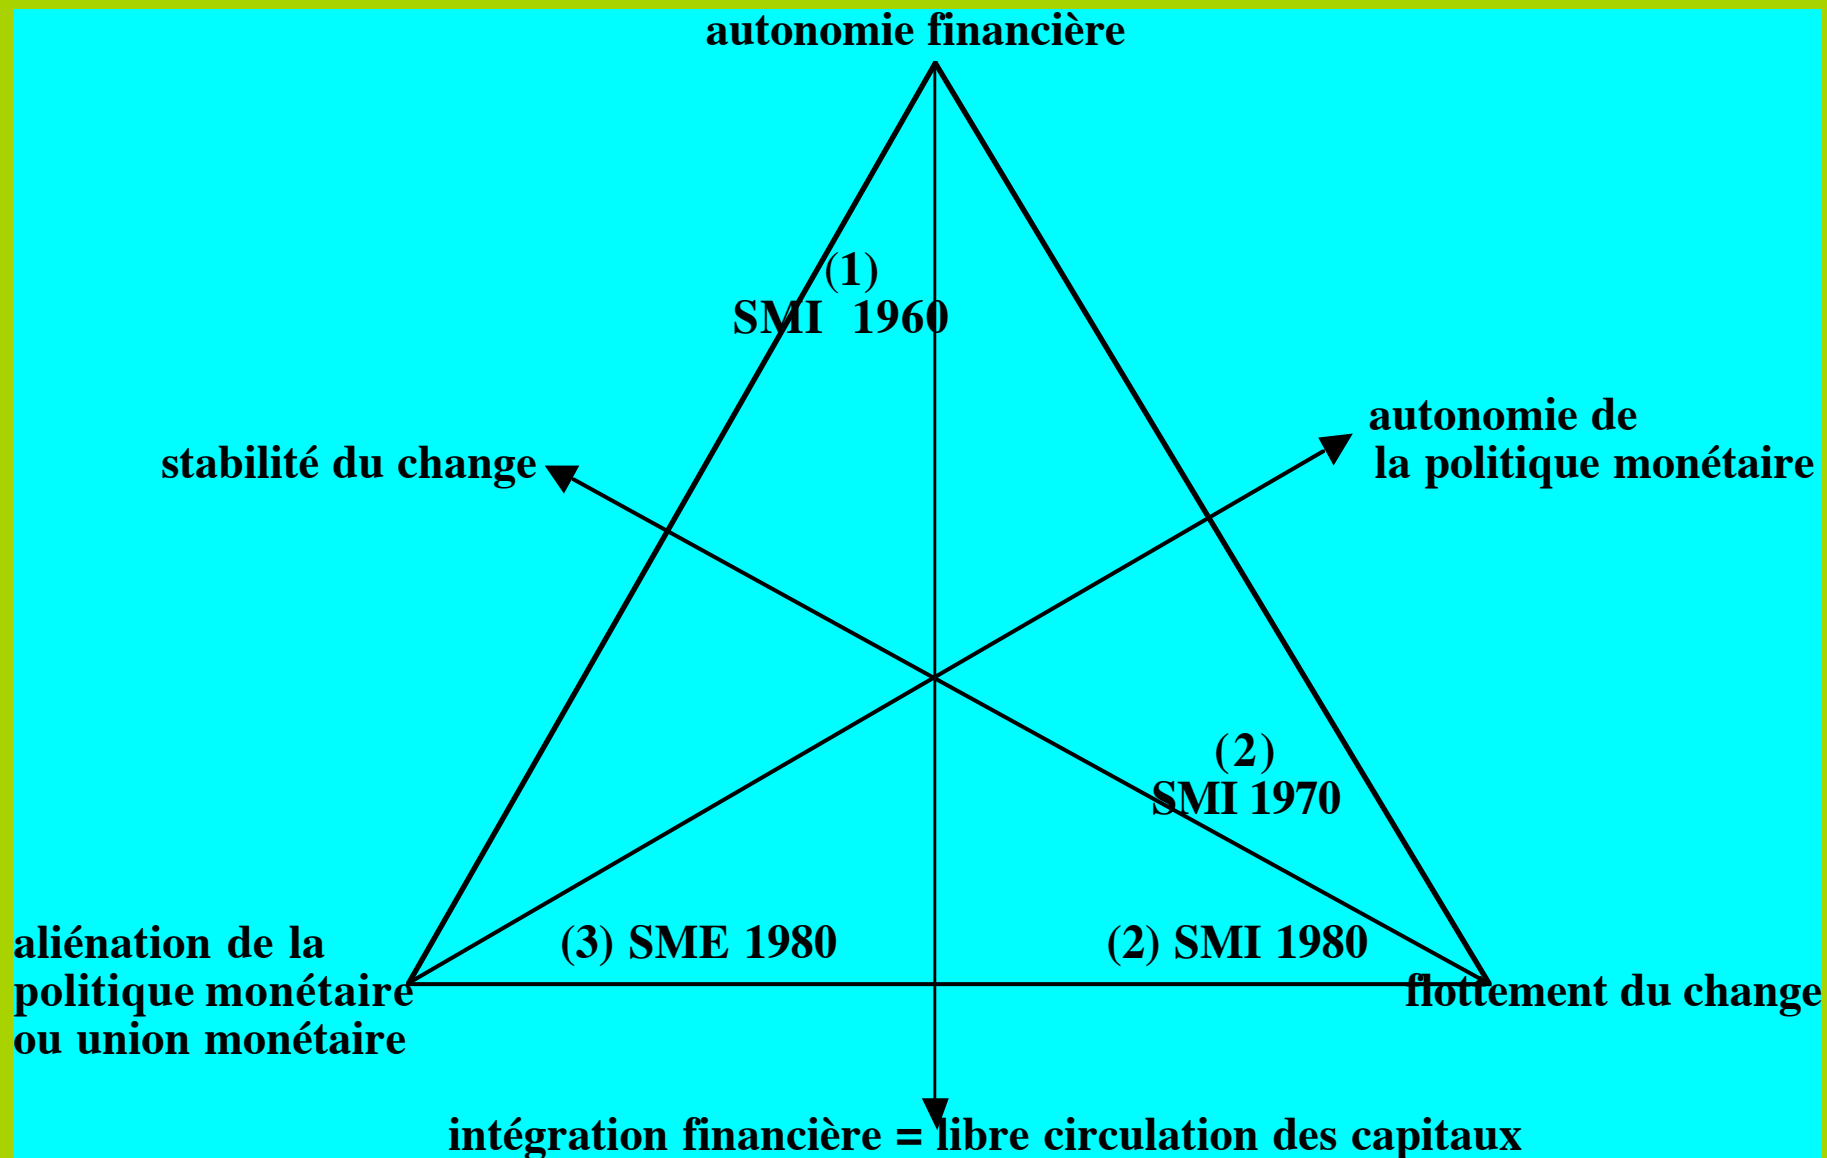 autonomie financière
(1)
SMI 1960
autonomie de
la politique monétaire
stabilité du change
(2)
SMI 1970
aliénation de la
politique monétaire
ou union monétaire
(3) SME 1980
(2) SMI 1980
flottement du change
intégration financière = libre circulation des capitaux